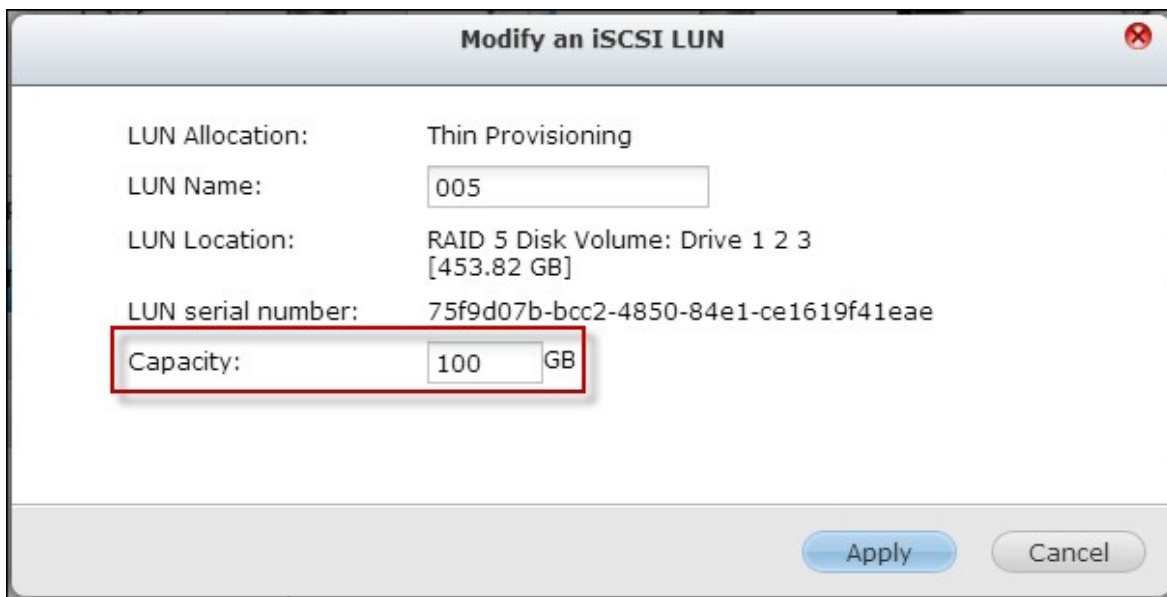 Modify an iSCSI LUN
LUN Allocation: Thin Provisioning
LUN Name: 005
LUN Location: RAID 5 Disk Volume: Drive 1 2 3
[453.82 GB]
LUN serial number: 75f9d07b-bcc2-4850-84e1-ce1619f41eae
Capacity: 100 GB
Apply Cancel